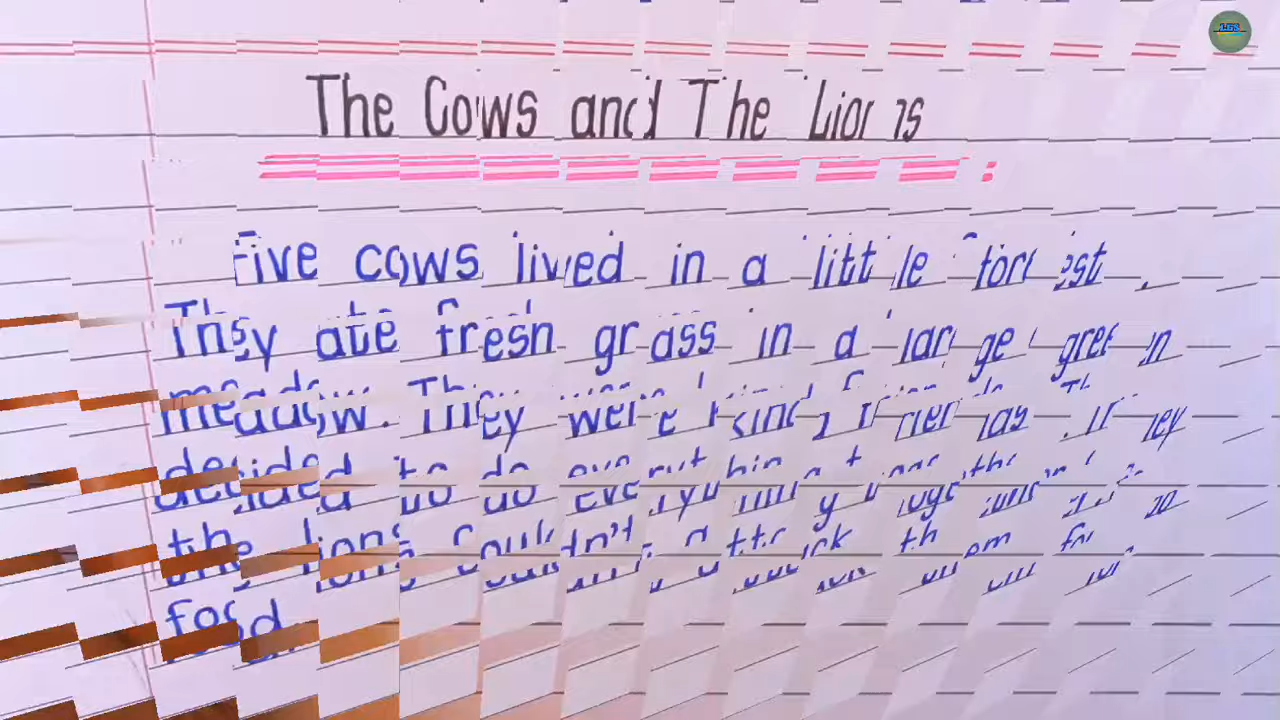 The Cows and The Lions
Five cows lived in a little forest.
They ate fresh grass in a large green
meadow. They were kind friends. They
decided to do everything together, so
the lions couldn't attack them for
food.